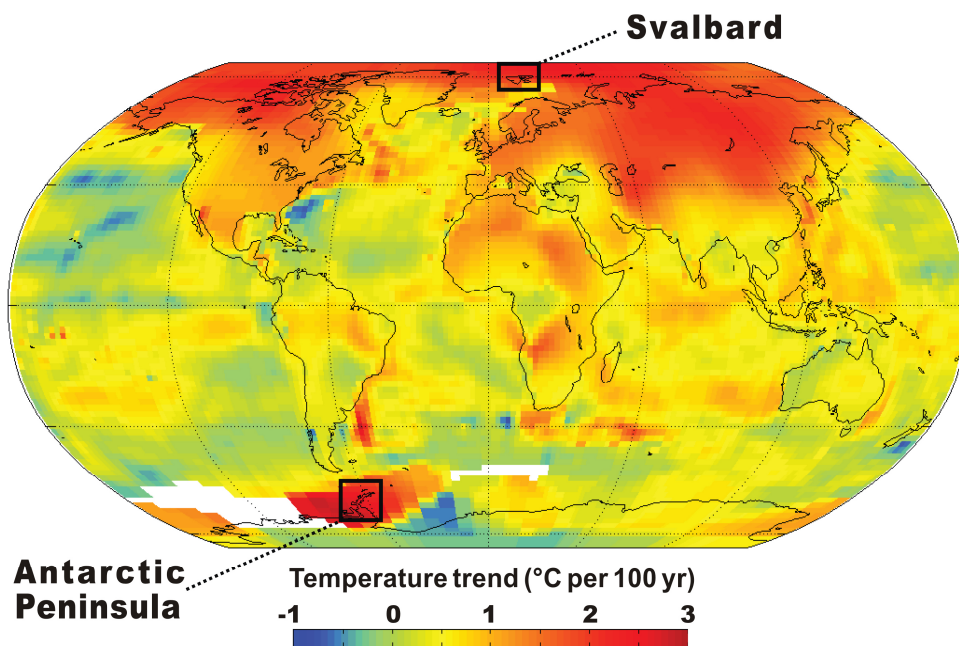 Svalbard
Antarctic
Peninsula
Temperature trend (°C per 100 yr)
-1 0 1 2 3